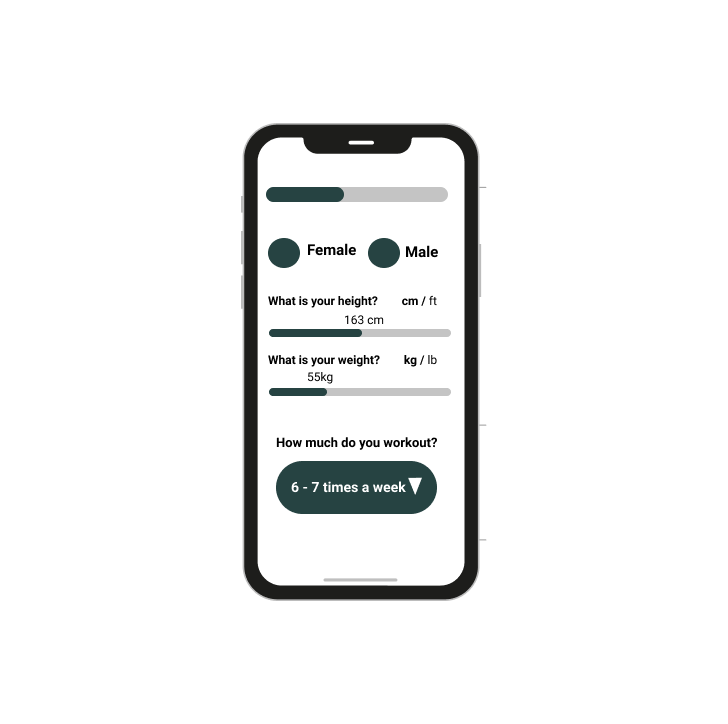 Female Male
What is your height? cm / ft
163 cm
What is your weight? kg / lb
55kg
How much do you workout?
6 - 7 times a week